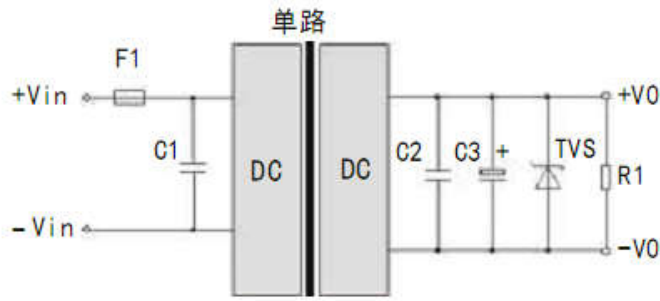 单路
F1
+Vin
+V0
C1
DC
DC
C2
C3
+
TVS
R1
-Vin
-V0